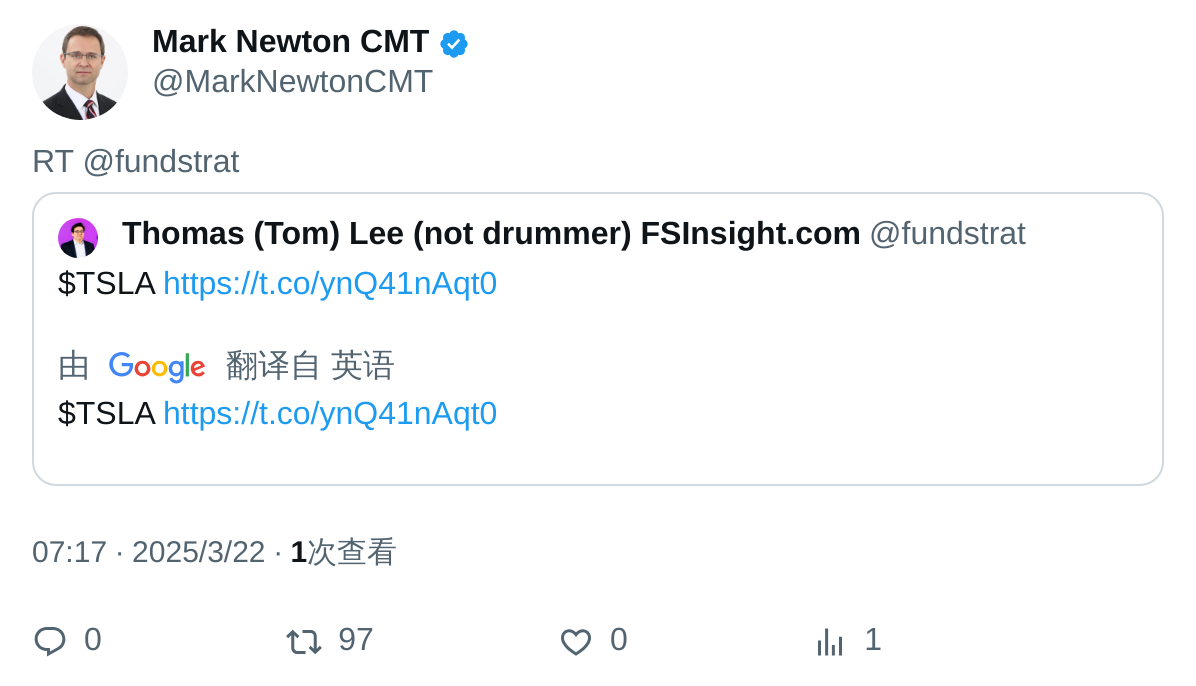 Mark Newton CMT
@MarkNewtonCMT
RT @fundstrat
Thomas (Tom) Lee (not drummer) FSInsight.com @fundstrat
$TSLA https://t.co/ynQ41nAqt0
由 Google 翻译自 英语
$TSLA https://t.co/ynQ41nAqt0
07:17 · 2025/3/22 · 1次查看
0 97 0 1